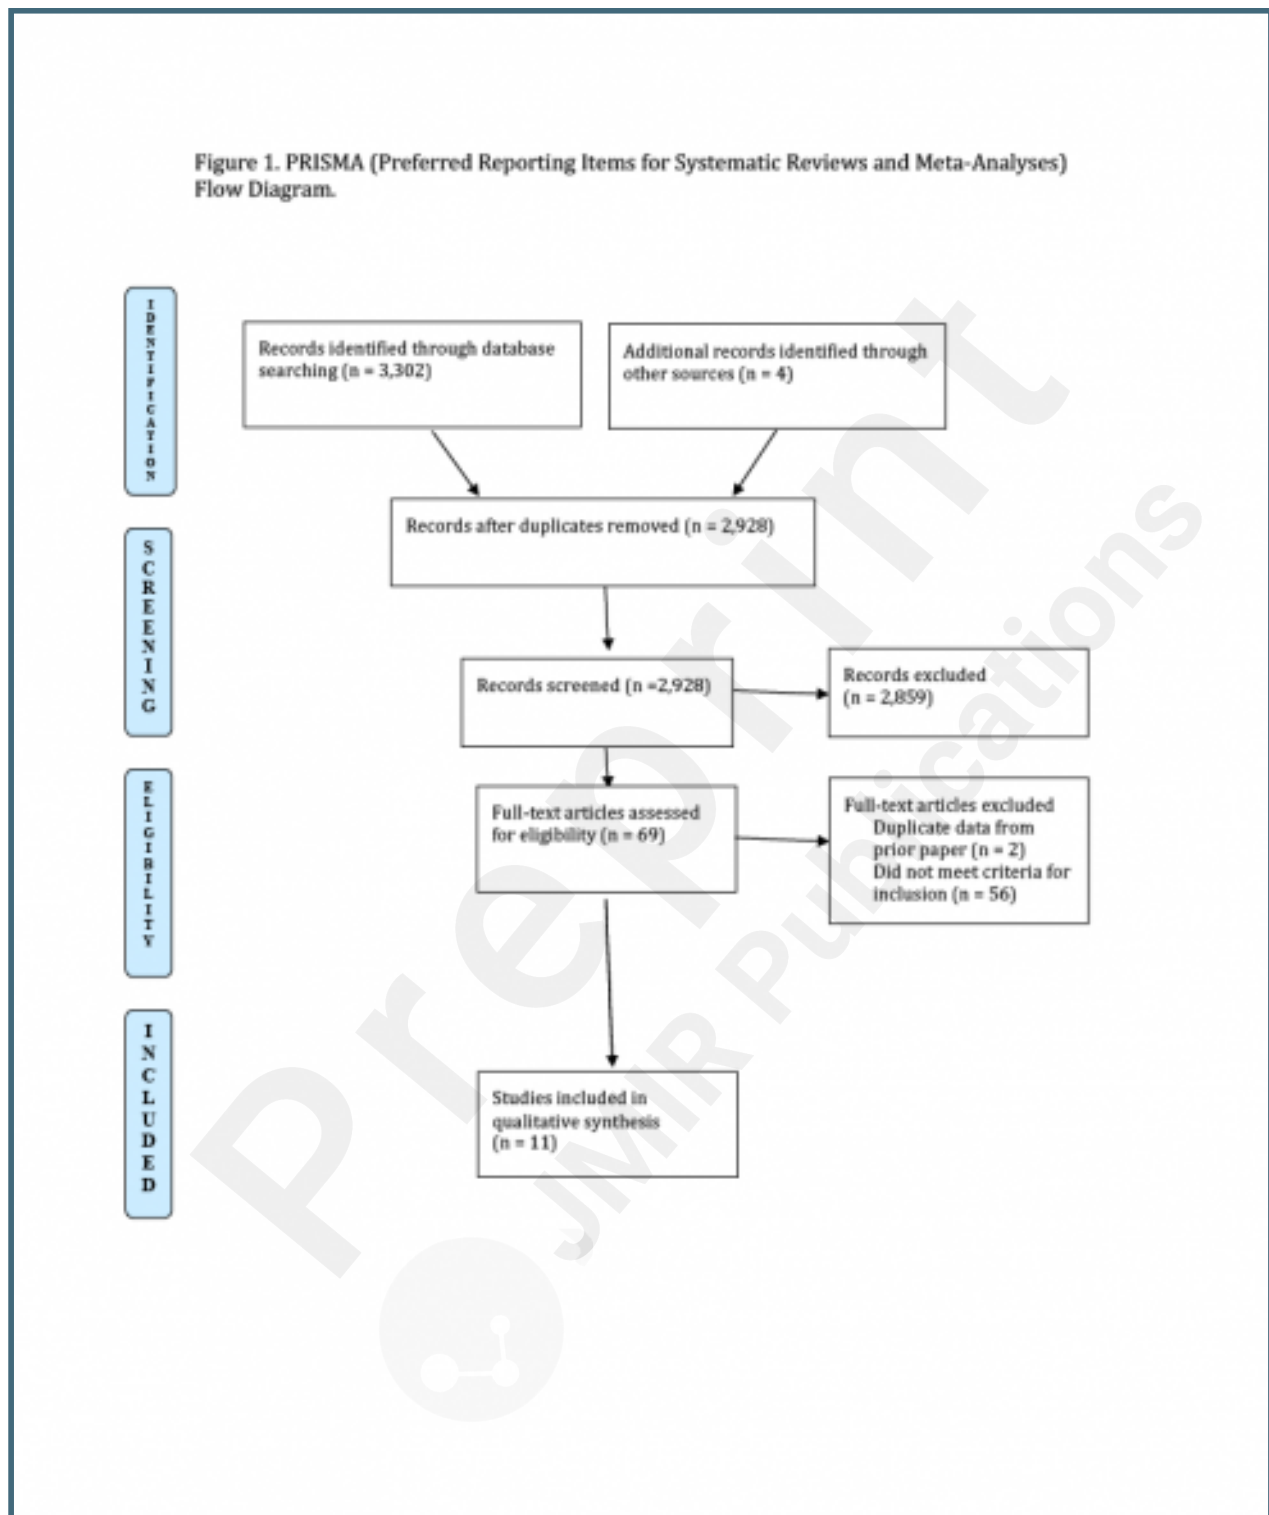 Figure 1. PRISMA (Preferred Reporting Items for Systematic Reviews and Meta-Analyses)
Flow Diagram.
IDENTIFICATION
Records identified through database
searching (n = 3,302)
Additional records identified through
other sources (n = 4)
Records after duplicates removed (n = 2,928)
SCREENING
Records screened (n =2,928)
Records excluded
(n = 2,859)
ELIGIBILITY
Full-text articles assessed
for eligibility (n = 69)
Full-text articles excluded
Duplicate data from
prior paper (n = 2)
Did not meet criteria for
inclusion (n = 56)
INCLUDED
Studies included in
qualitative synthesis
(n = 11)
Preprint
JMIR Publications